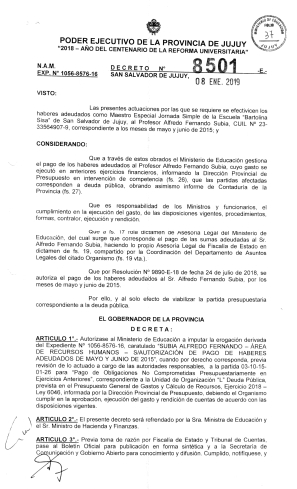 PODER EJECUTIVO DE LA PROVINCIA DE JUJUY
"2018 – AÑO DEL CENTENARIO DE LA REFORMA UNIVERSITARIA"
N.A.M.
DECRETO N° 8501 -E.-
EXP. N° 1056-8576-16
SAN SALVADOR DE JUJUY, 08 ENE. 2019
VISTO:
Las presentes actuaciones por las que se requiere se efectivicen los
haberes adeudados como Maestro Especial Jornada Simple de la Escuela "Bartolina
Sisa" de San Salvador de Jujuy, al Profesor Alfredo Fernando Subia, CUIL N° 23-
33564907-9, correspondiente a los meses de mayo y junio de 2015; y
CONSIDERANDO:
Que a través de estos obrados el Ministerio de Educación gestiona
el pago de los haberes adeudados al Profesor Alfredo Fernando Subia, cuyo gasto se
ejecutó en anteriores ejercicios financieros, informando la Dirección Provincial de
Presupuesto en intervención de competencia (fs. 26), que las partidas afectadas
corresponden a deuda pública, obrando asimismo informe de Contaduría de la
Provincia (fs. 27).
Que es responsabilidad de los Ministros y funcionarios, el
cumplimiento en la ejecución del gasto, de las disposiciones vigentes, procedimientos,
formas, contralor, ejecución y rendición.
Que a fs. 17 rola dictamen de Asesoría Legal del Ministerio de
Educación, del cual surge que corresponde el pago de las sumas adeudadas al Sr.
Alfredo Fernando Subia, haciendo lo propio Asesoría Legal de Fiscalía de Estado en
dictamen de fs. 19, compartido por la Coordinación del Departamento de Asuntos
Legales del citado Organismo (fs. 19 vta.).
Que por Resolución N° 9890-E-18 de fecha 24 de julio de 2018, se
autoriza el pago de los haberes adeudados al Sr. Alfredo Fernando Subia, por los
meses de mayo y junio de 2015.
Por ello, y al solo efecto de viabilizar la partida presupuestaria
correspondiente a la deuda pública.
EL GOBERNADOR DE LA PROVINCIA
DECRETA:
ARTÍCULO 1°.- Autorízase al Ministerio de Educación a imputar la erogación derivada
del Expediente N° 1056-8576-16, caratulado "SUBIA ALFREDO FERNANDO – ÁREA
DE RECURSOS HUMANOS – S/AUTORIZACIÓN DE PAGO DE HABERES
ADEUDADOS DE MAYO Y JUNIO DE 2015", cuando por derecho corresponda, previa
revisión de lo actuado a cargo de las autoridades responsables, a la partida 03-10-15-
01-26 para "Pago de Obligaciones No Comprometidas Presupuestariamente en
Ejercicios Anteriores", correspondiente a la Unidad de Organización "L" Deuda Pública,
prevista en el Presupuesto General de Gastos y Cálculo de Recursos, Ejercicio 2018 –
Ley 6046, informada por la Dirección Provincial de Presupuesto, debiendo el Organismo
cumplir en la aprobación, ejecución del gasto y rendición de cuentas de acuerdo con las
disposiciones vigentes.
ARTÍCULO 2°.- El presente decreto será refrendado por la Sra. Ministra de Educación y
el Sr. Ministro de Hacienda y Finanzas.
ARTÍCULO 3°.- Previa toma de razón por Fiscalía de Estado y Tribunal de Cuentas,
pase al Boletín Oficial para publicación en forma sintética y a la Secretaría de
Comunicación y Gobierno Abierto para conocimiento y difusión. Cumplido, notifíquese, y